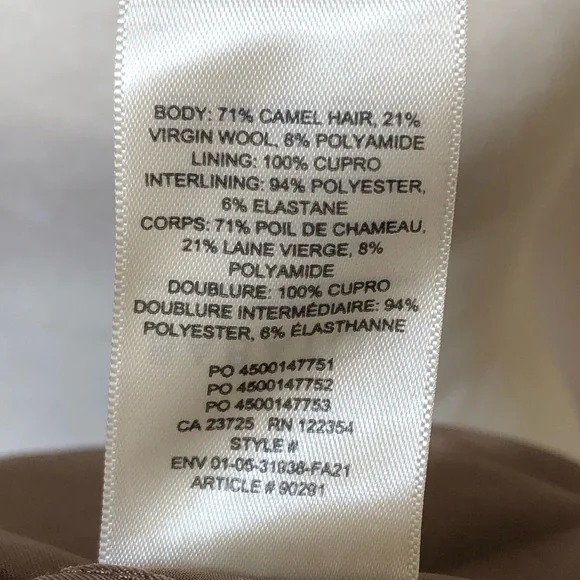 BODY: 71% CAMEL HAIR, 21%
VIRGIN WOOL, 8% POLYAMIDE
LINING: 100% CUPRO
INTERLINING: 94% POLYESTER,
6% ELASTANE
CORPS: 71% POIL DE CHAMEAU,
21% LAINE VIERGE, 8%
POLYAMIDE
DOUBLURE: 100% CUPRO
DOUBLURE INTERMÉDIAIRE: 94%
POLYESTER, 6% ÉLASTHANNE
PO 4500147751
PO 4500147752
PO 4500147753
CA 23725 RN 122354
STYLE #
ENV 01-05-31938-FA21
ARTICLE # 90291